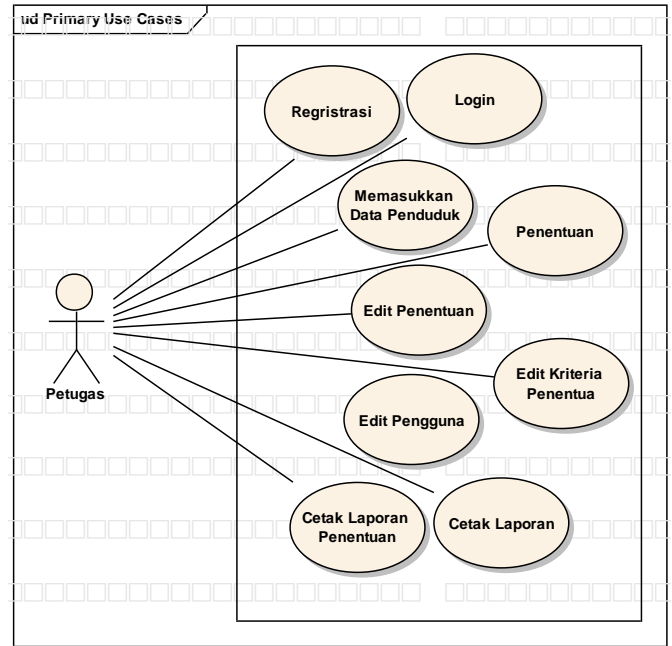 ud Primary Use Cases
Regristrasi
Login
Memasukkan
Data Penduduk
Penentuan
Edit Penentuan
Edit Kriteria
Penentua
Edit Pengguna
Cetak Laporan
Penentuan
Cetak Laporan
Petugas